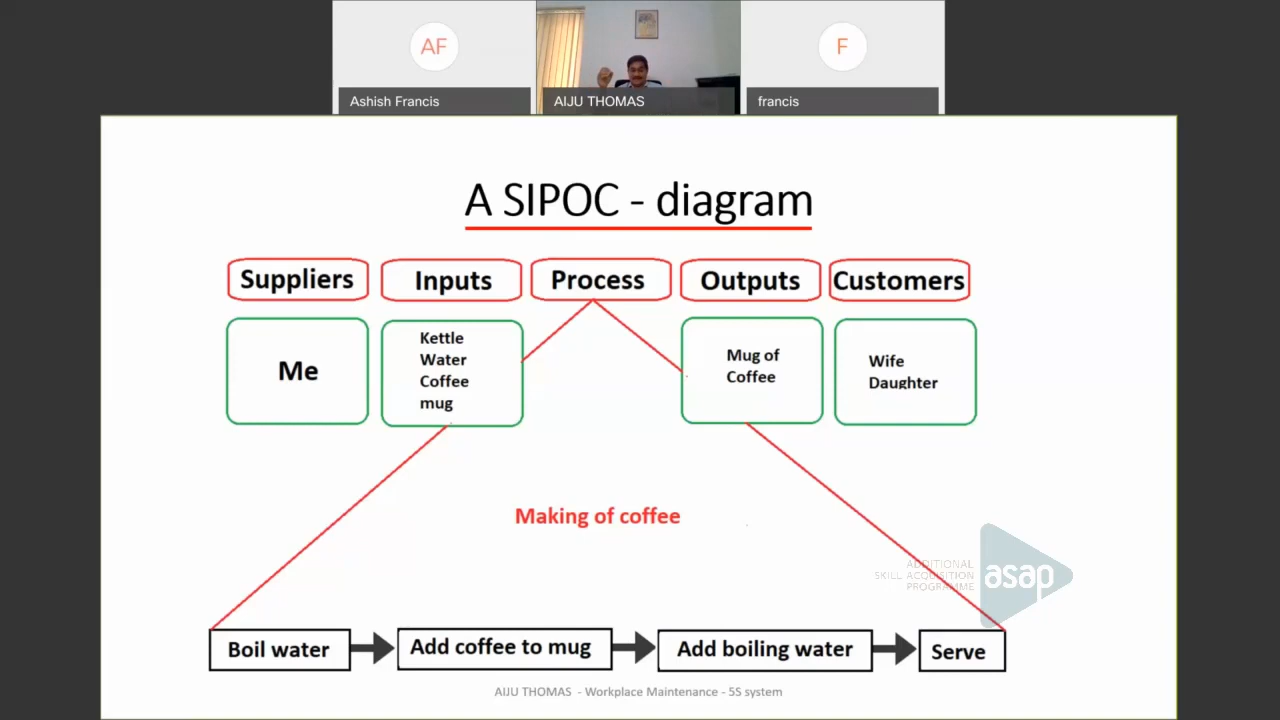 AF
F
Ashish Francis
AIJU THOMAS
francis
A SIPOC - diagram
Suppliers
Inputs
Process
Outputs
Customers
Me
Kettle
Water
Coffee
mug
Mug of
Coffee
Wife
Daughter
Making of coffee
ADDITIONAL
SKILL ACQUISITION
PROGRAMME
asap
Boil water
Add coffee to mug
Add boiling water
Serve
AIJU THOMAS - Workplace Maintenance - 5S system